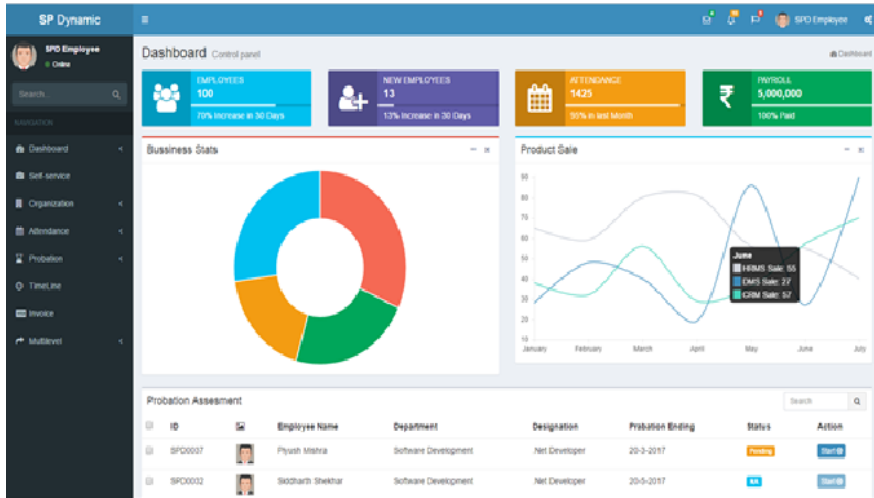 SP Dynamic
SPD Employee
SPD Employee
Online
Search...
NAVIGATION
Dashboard
Self-service
Organization
Attendance
Probation
TimeLine
Invoice
Multilevel
Dashboard Control panel
Dashboard
EMPLOYEES
100
70% Increase in 30 Days
NEW EMPLOYEES
13
13% Increase in 30 Days
ATTENDANCE
1425
95% in last Month
PAYROLL
5,000,000
100% Paid
Bussiness Stats
Product Sale
90
80
70
60
50
40
30
20
10
January February March April May June July
June
HRMS Sale: 55
DMS Sale: 27
CRM Sale: 57
Probation Assesment
Search
ID Employee Name Department Designation Probation Ending Status Action
SPD0007 Piyush Mishra Software Development .Net Developer 20-3-2017 Pending Start
SPD0002 Siddharth Shekhar Software Development .Net Developer 20-5-2017 NA Start